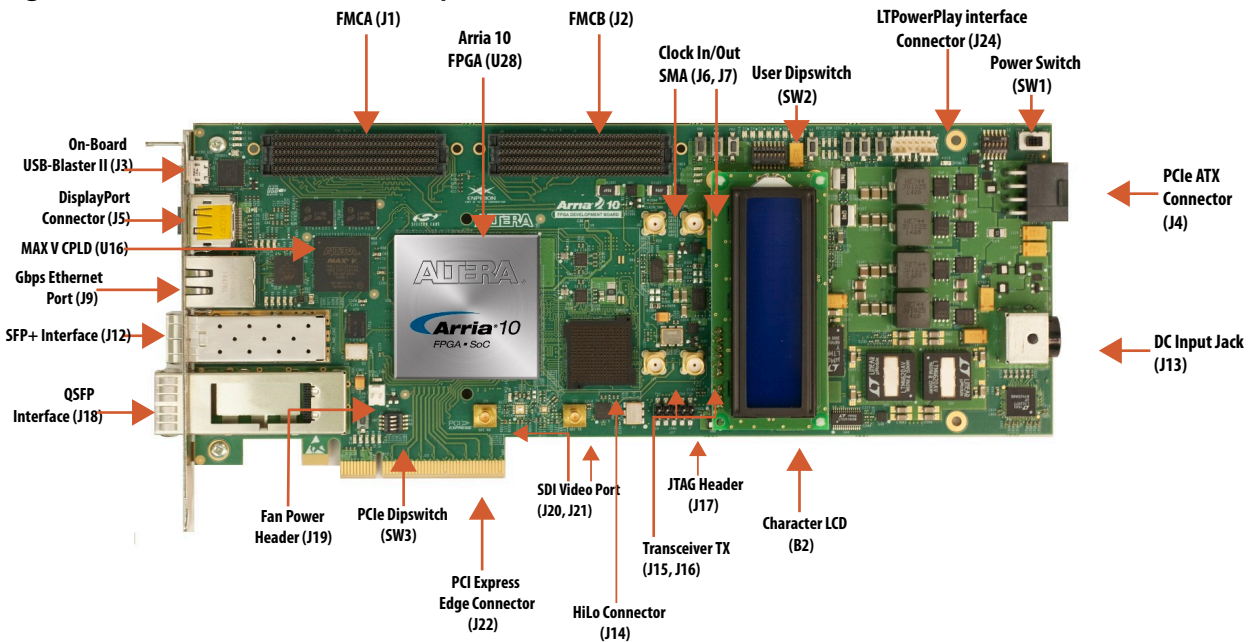 FMCA (J1)
FMCB (J2)
Arria 10
FPGA (U28)
Clock In/Out
SMA (J6, J7)
User Dipswitch
(SW2)
LTPowerPlay interface
Connector (J24)
Power Switch
(SW1)
On-Board
USB-Blaster II (J3)
DisplayPort
Connector (J5)
MAX V CPLD (U16)
Gbps Ethernet
Port (J9)
SFP+ Interface (J12)
QSFP
Interface (J18)
PCIe ATX
Connector
(J4)
DC Input Jack
(J13)
Arria 10
FPGA DEVELOPMENT BOARD
ALTERA
ALTERA
MAX V
ALTERA
Arria 10
FPGA • SoC
Fan Power
Header (J19)
PCIe Dipswitch
(SW3)
PCI Express
Edge Connector
(J22)
SDI Video Port
(J20, J21)
HiLo Connector
(J14)
Transceiver TX
(J15, J16)
JTAG Header
(J17)
Character LCD
(B2)